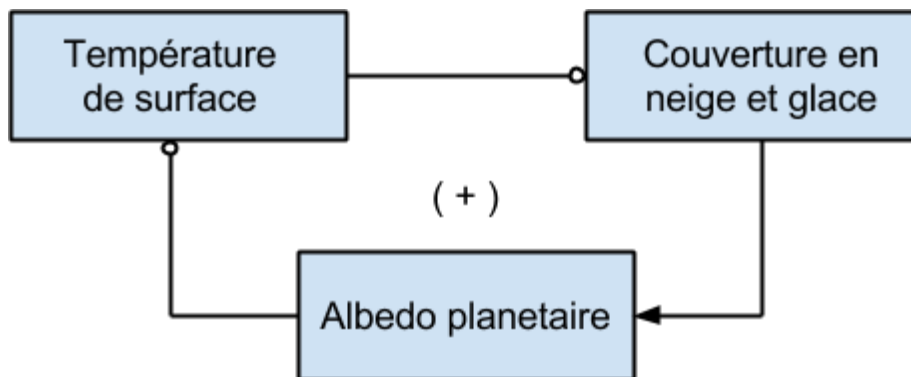 Température
de surface
Couverture en
neige et glace
( + )
Albedo planetaire